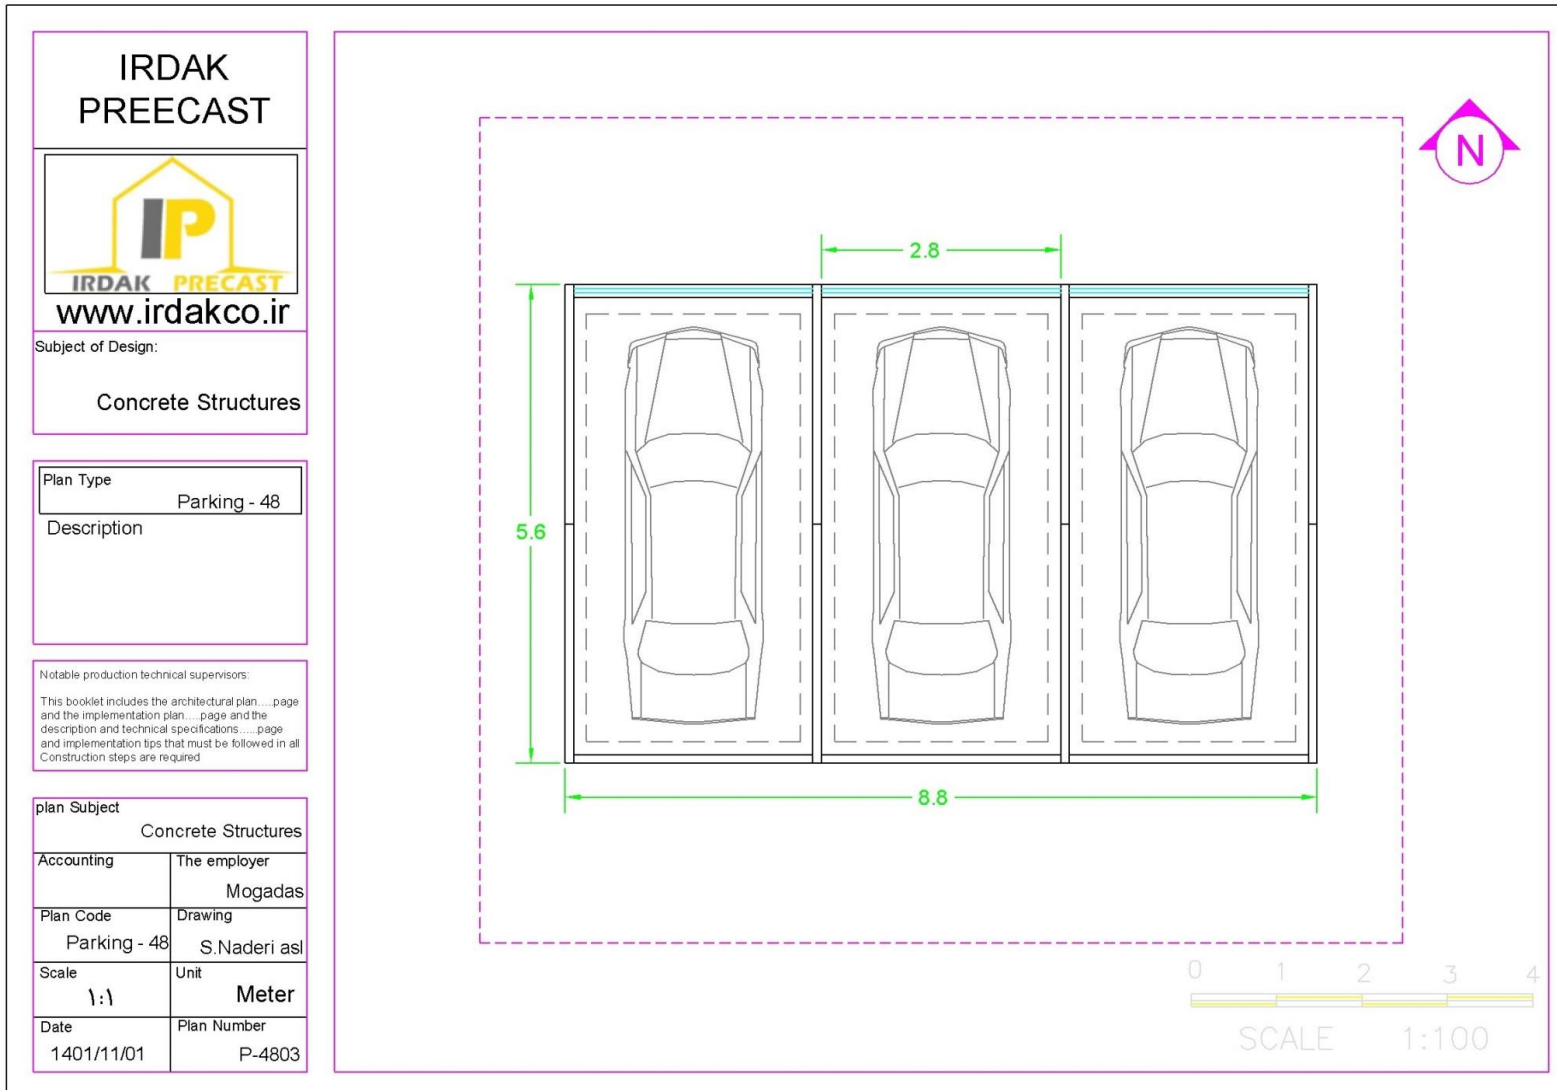 IRDAK
PREECAST
IP
IRDAK PRECAST
www.irdakco.ir
Subject of Design:
Concrete Structures
Plan Type
Parking - 48
Description
Notable production technical supervisors:
This booklet includes the architectural plan.....page
and the implementation plan.....page and the
description and technical specifications......page
and implementation tips that must be followed in all
Construction steps are required
plan Subject
Concrete Structures
Accounting The employer
Mogadas
Plan Code Drawing
Parking - 48 S.Naderi asl
Scale Unit
۱:۱ Meter
Date Plan Number
1401/11/01 P-4803
N
2.8
5.6
8.8
0 1 2 3 4
SCALE 1:100